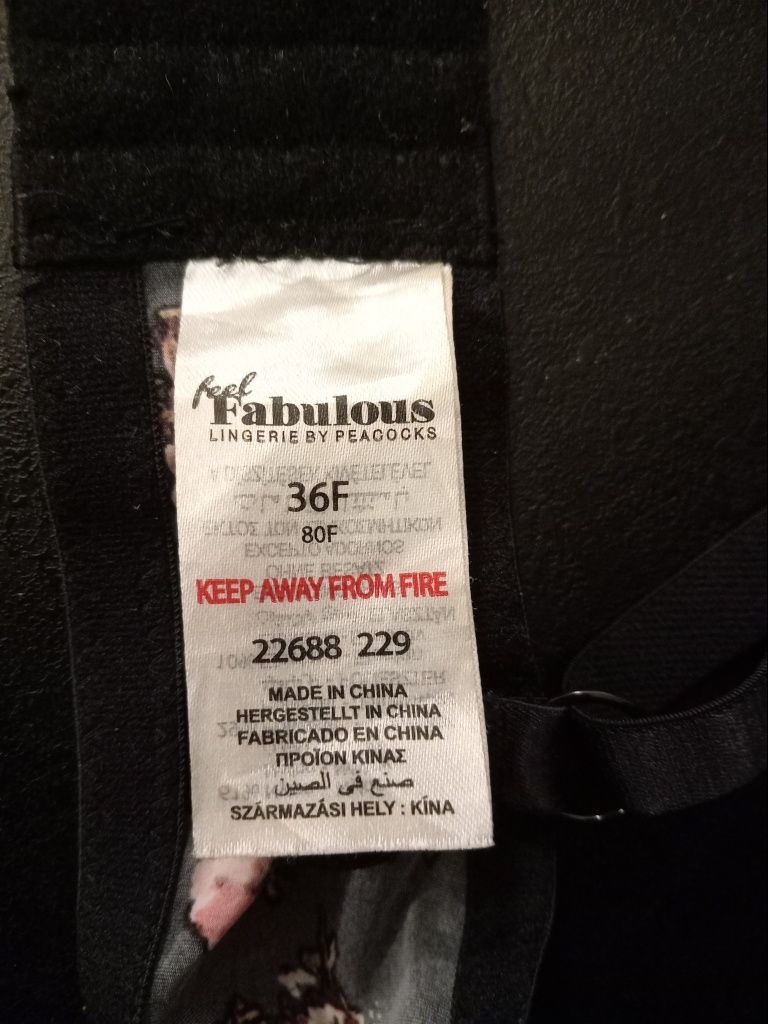 feel
Fabulous
LINGERIE BY PEACOCKS
36F
80F
KEEP AWAY FROM FIRE
22688 229
MADE IN CHINA
HERGESTELLT IN CHINA
FABRICADO EN CHINA
ΠΡΟΪΟΝ ΚΙΝΑΣ
صنع في الصين
SZÁRMAZÁSI HELY : KÍNA